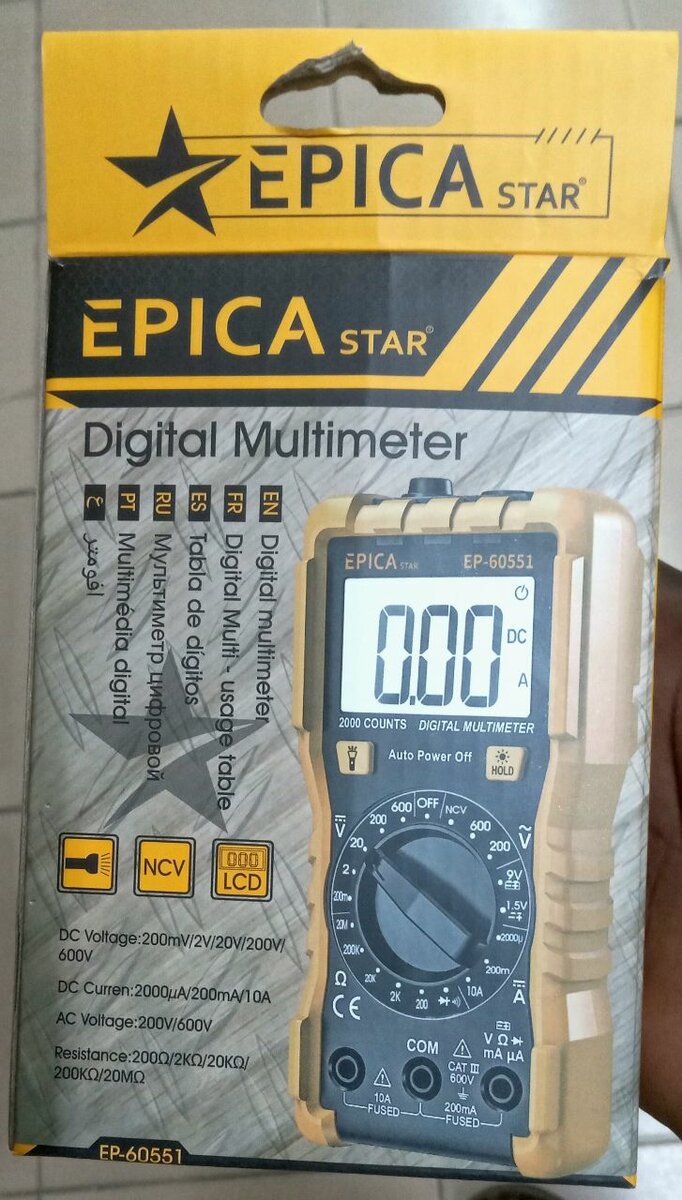 EPICA STAR®
EPICA STAR®
Digital Multimeter
EN Digital multimeter
FR Digital Multi - usage table
ES Tabla de dígitos
RU Мультиметр цифровой
PT Multimédia digital
ع افومتر
EPICA STAR EP-60551
DC
0.00
A
2000 COUNTS DIGITAL MULTIMETER
Auto Power Off
HOLD
OFF
NCV
600
200
V
9V
1.5V
2000μ
200m
A
10A
200
2K
20K
Ω
200K
20M
200m
2
20
V
200
600
CE
NCV
000
LCD
DC Voltage:200mV/2V/20V/200V/
600V
DC Curren:2000μA/200mA/10A
AC Voltage:200V/600V
Resistance:200Ω/2KΩ/20KΩ/
200KΩ/20MΩ
COM
V Ω
mA μA
CAT III
600V
10A
FUSED
200mA
FUSED
EP-60551